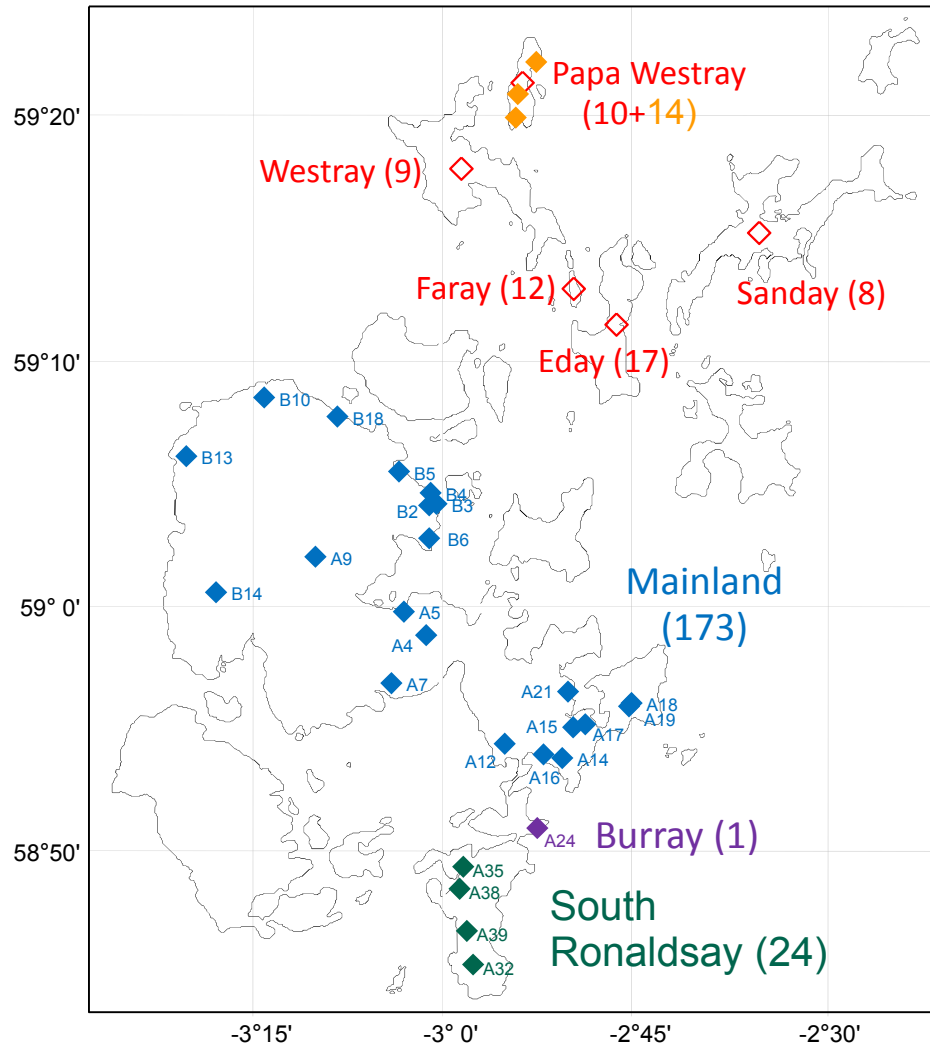 Papa Westray
(10+14)
59°20'
Westray (9)
Faray (12)
Sanday (8)
Eday (17)
59°10'
B10
B18
B13
B5
B4
B2
B3
B6
A9
Mainland
(173)
B14
59° 0'
A5
A4
A7
A21
A18
A19
A15
A17
A12
A14
A16
Burray (1)
A24
58°50'
A35
A38
South
Ronaldsay (24)
A39
A32
-3°15'
-3° 0'
-2°45'
-2°30'